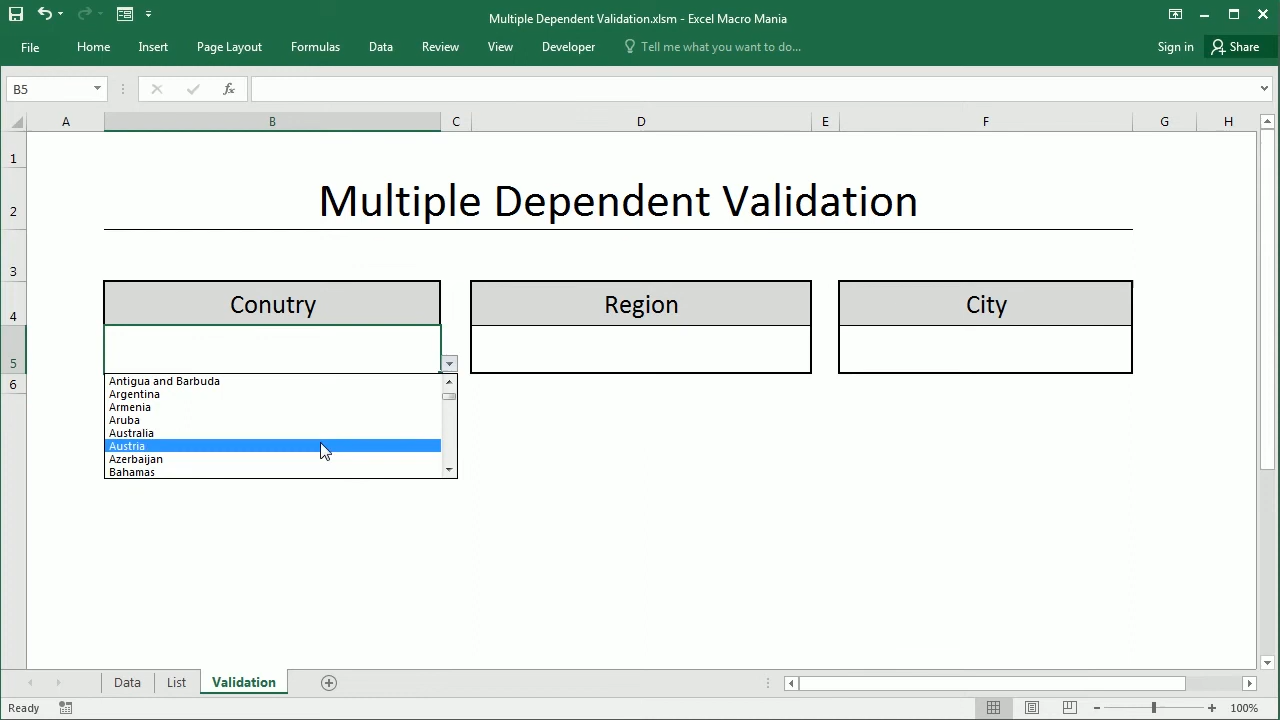 Multiple Dependent Validation.xlsm - Excel Macro Mania
File Home Insert Page Layout Formulas Data Review View Developer Tell me what you want to do... Sign in Share
B5 fx
A B C D E F G H
1
2 Multiple Dependent Validation
3
4 Conutry Region City
5
6
Antigua and Barbuda
Argentina
Armenia
Aruba
Australia
Austria
Azerbaijan
Bahamas
Data List Validation
Ready 100%